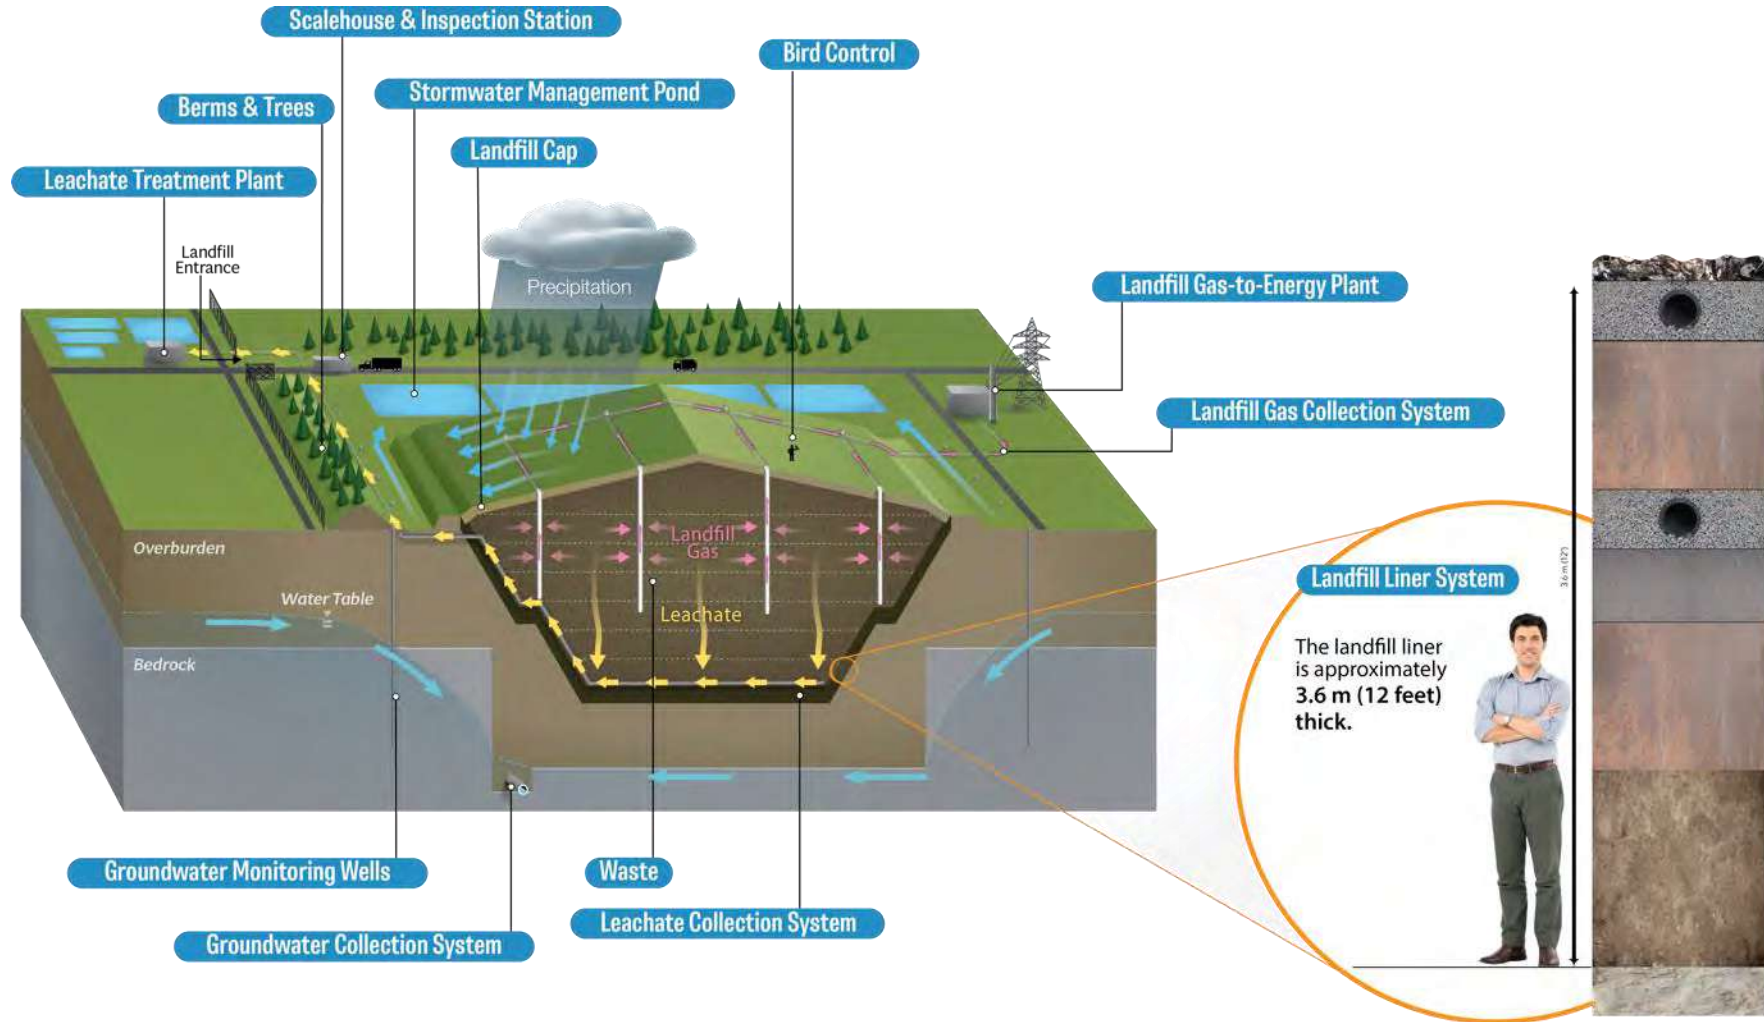 Scalehouse & Inspection Station
Bird Control
Stormwater Management Pond
Berms & Trees
Landfill Cap
Leachate Treatment Plant
Landfill
Entrance
Precipitation
Landfill Gas-to-Energy Plant
Landfill Gas Collection System
Landfill
Gas
Overburden
Water Table
Leachate
Bedrock
Landfill Liner System
3.6 m (12')
The landfill liner
is approximately
3.6 m (12 feet)
thick.
Groundwater Monitoring Wells
Waste
Leachate Collection System
Groundwater Collection System